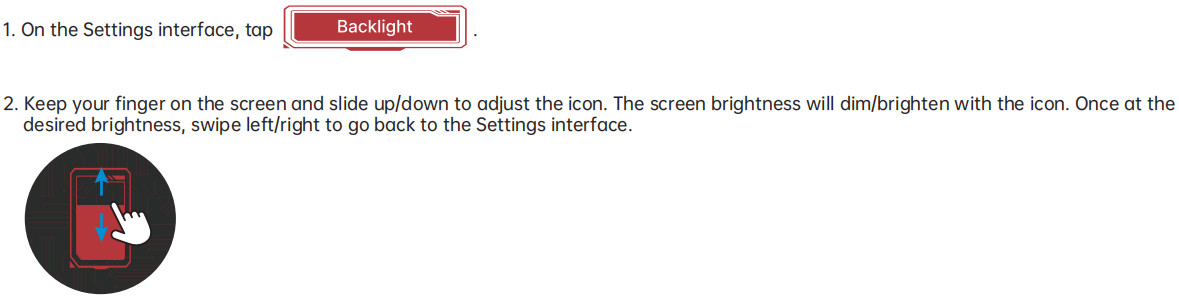 1. On the Settings interface, tap Backlight .
2. Keep your finger on the screen and slide up/down to adjust the icon. The screen brightness will dim/brighten with the icon. Once at the
desired brightness, swipe left/right to go back to the Settings interface.